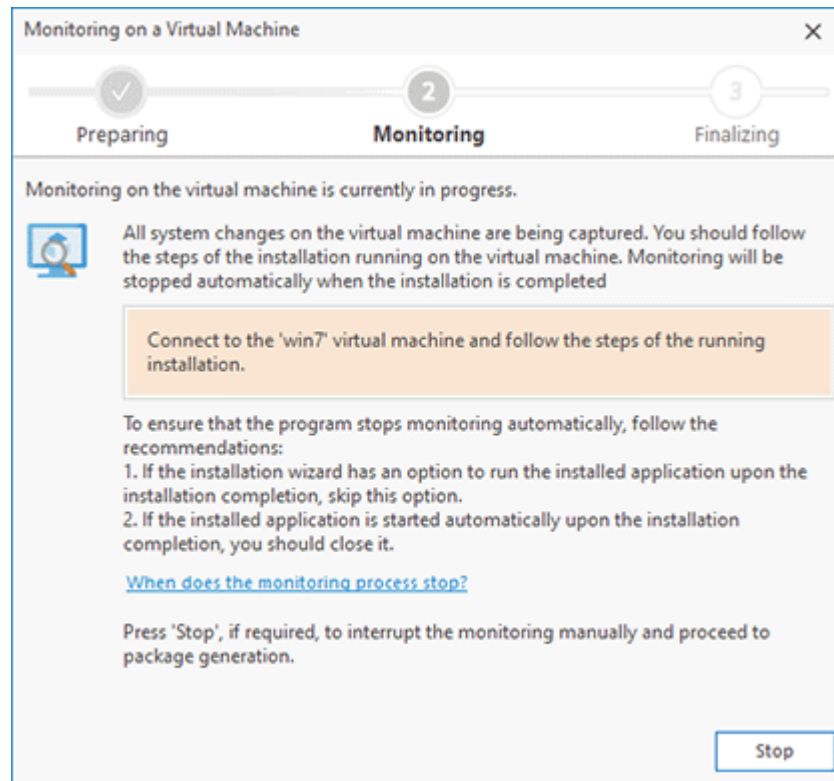 Monitoring on a Virtual Machine
2
3
Preparing
Monitoring
Finalizing
Monitoring on the virtual machine is currently in progress.
All system changes on the virtual machine are being captured. You should follow
the steps of the installation running on the virtual machine. Monitoring will be
stopped automatically when the installation is completed
Connect to the 'win7' virtual machine and follow the steps of the running
installation.
To ensure that the program stops monitoring automatically, follow the
recommendations:
1. If the installation wizard has an option to run the installed application upon the
installation completion, skip this option.
2. If the installed application is started automatically upon the installation
completion, you should close it.
When does the monitoring process stop?
Press 'Stop', if required, to interrupt the monitoring manually and proceed to
package generation.
Stop